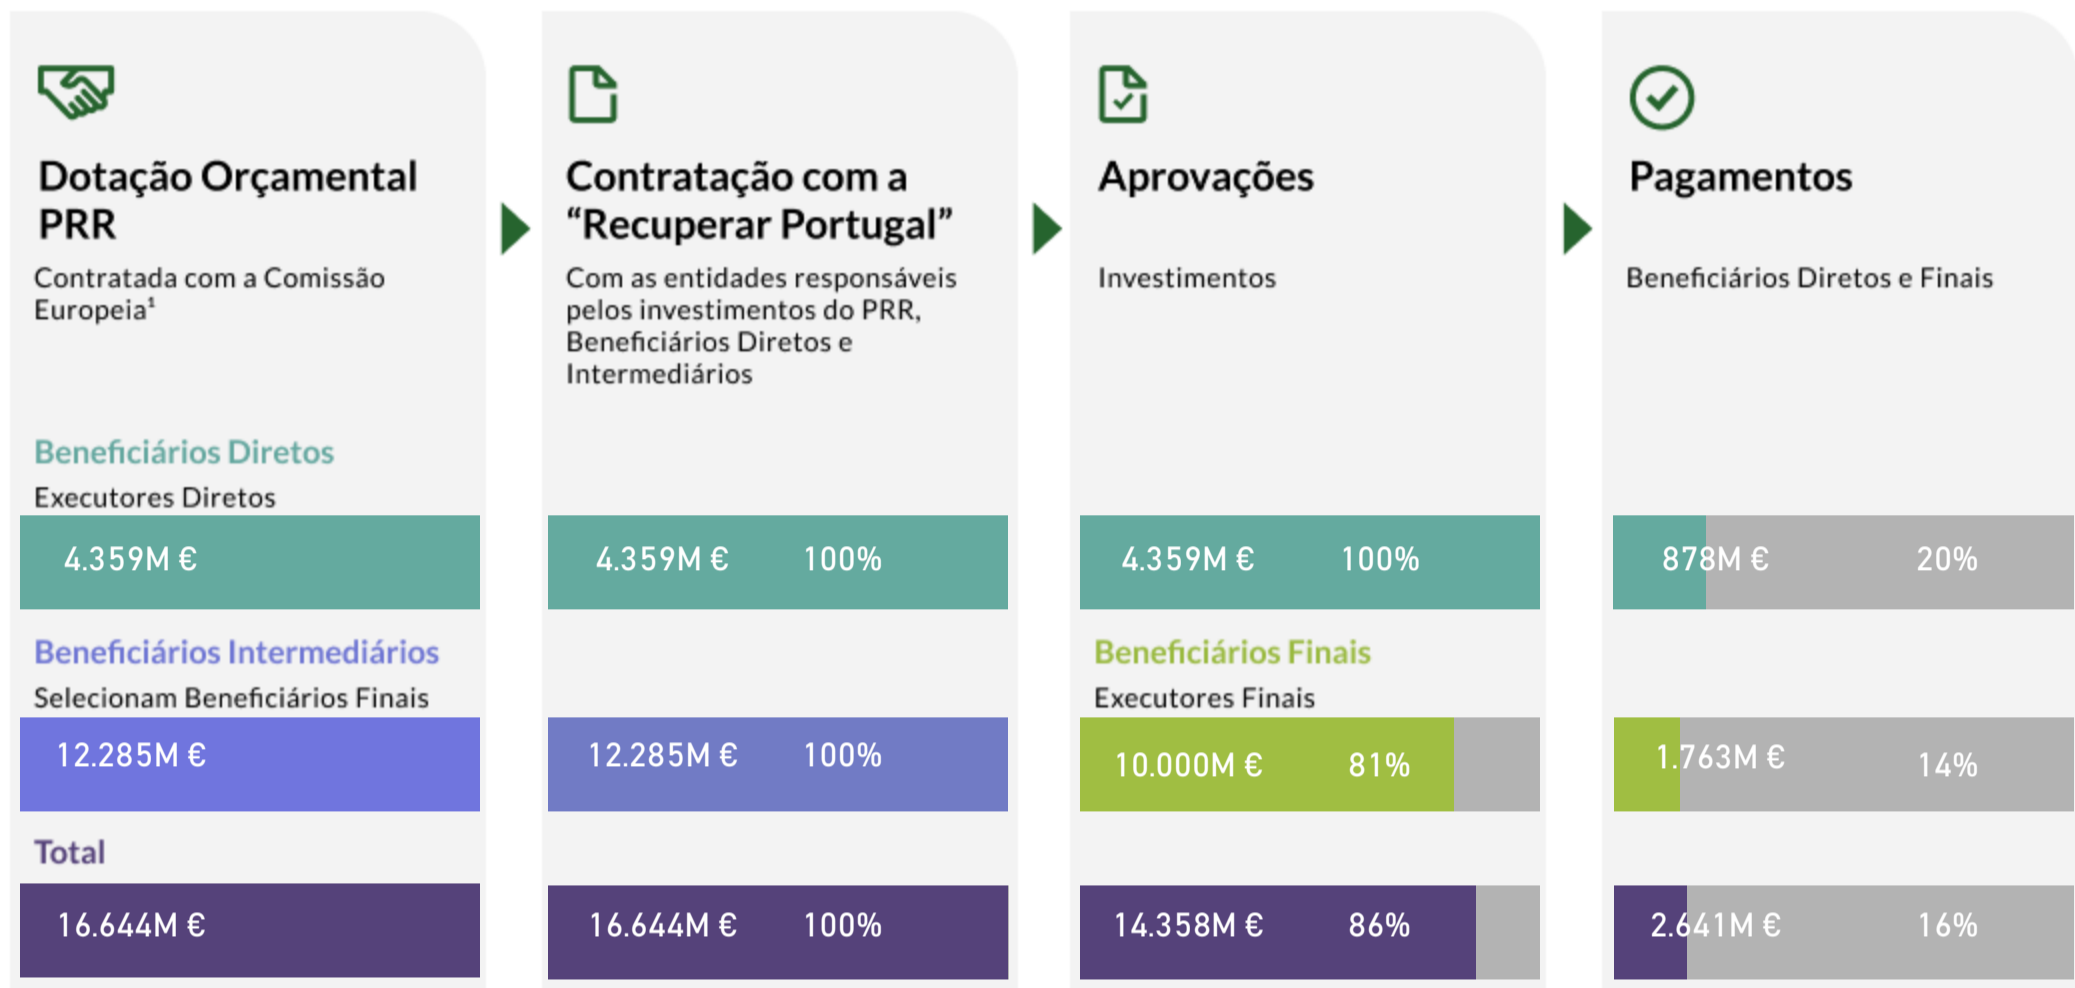 Dotação Orçamental
PRR
Contratada com a Comissão
Europeia¹
Contratação com a
“Recuperar Portugal”
Com as entidades responsáveis
pelos investimentos do PRR,
Beneficiários Diretos e
Intermediários
Aprovações
Investimentos
Pagamentos
Beneficiários Diretos e Finais
Beneficiários Diretos
Executores Diretos
4.359M €
4.359M € 100%
4.359M € 100%
878M € 20%
Beneficiários Intermediários
Selecionam Beneficiários Finais
Beneficiários Finais
Executores Finais
12.285M €
12.285M € 100%
10.000M € 81%
1.763M € 14%
Total
16.644M €
16.644M € 100%
14.358M € 86%
2.641M € 16%